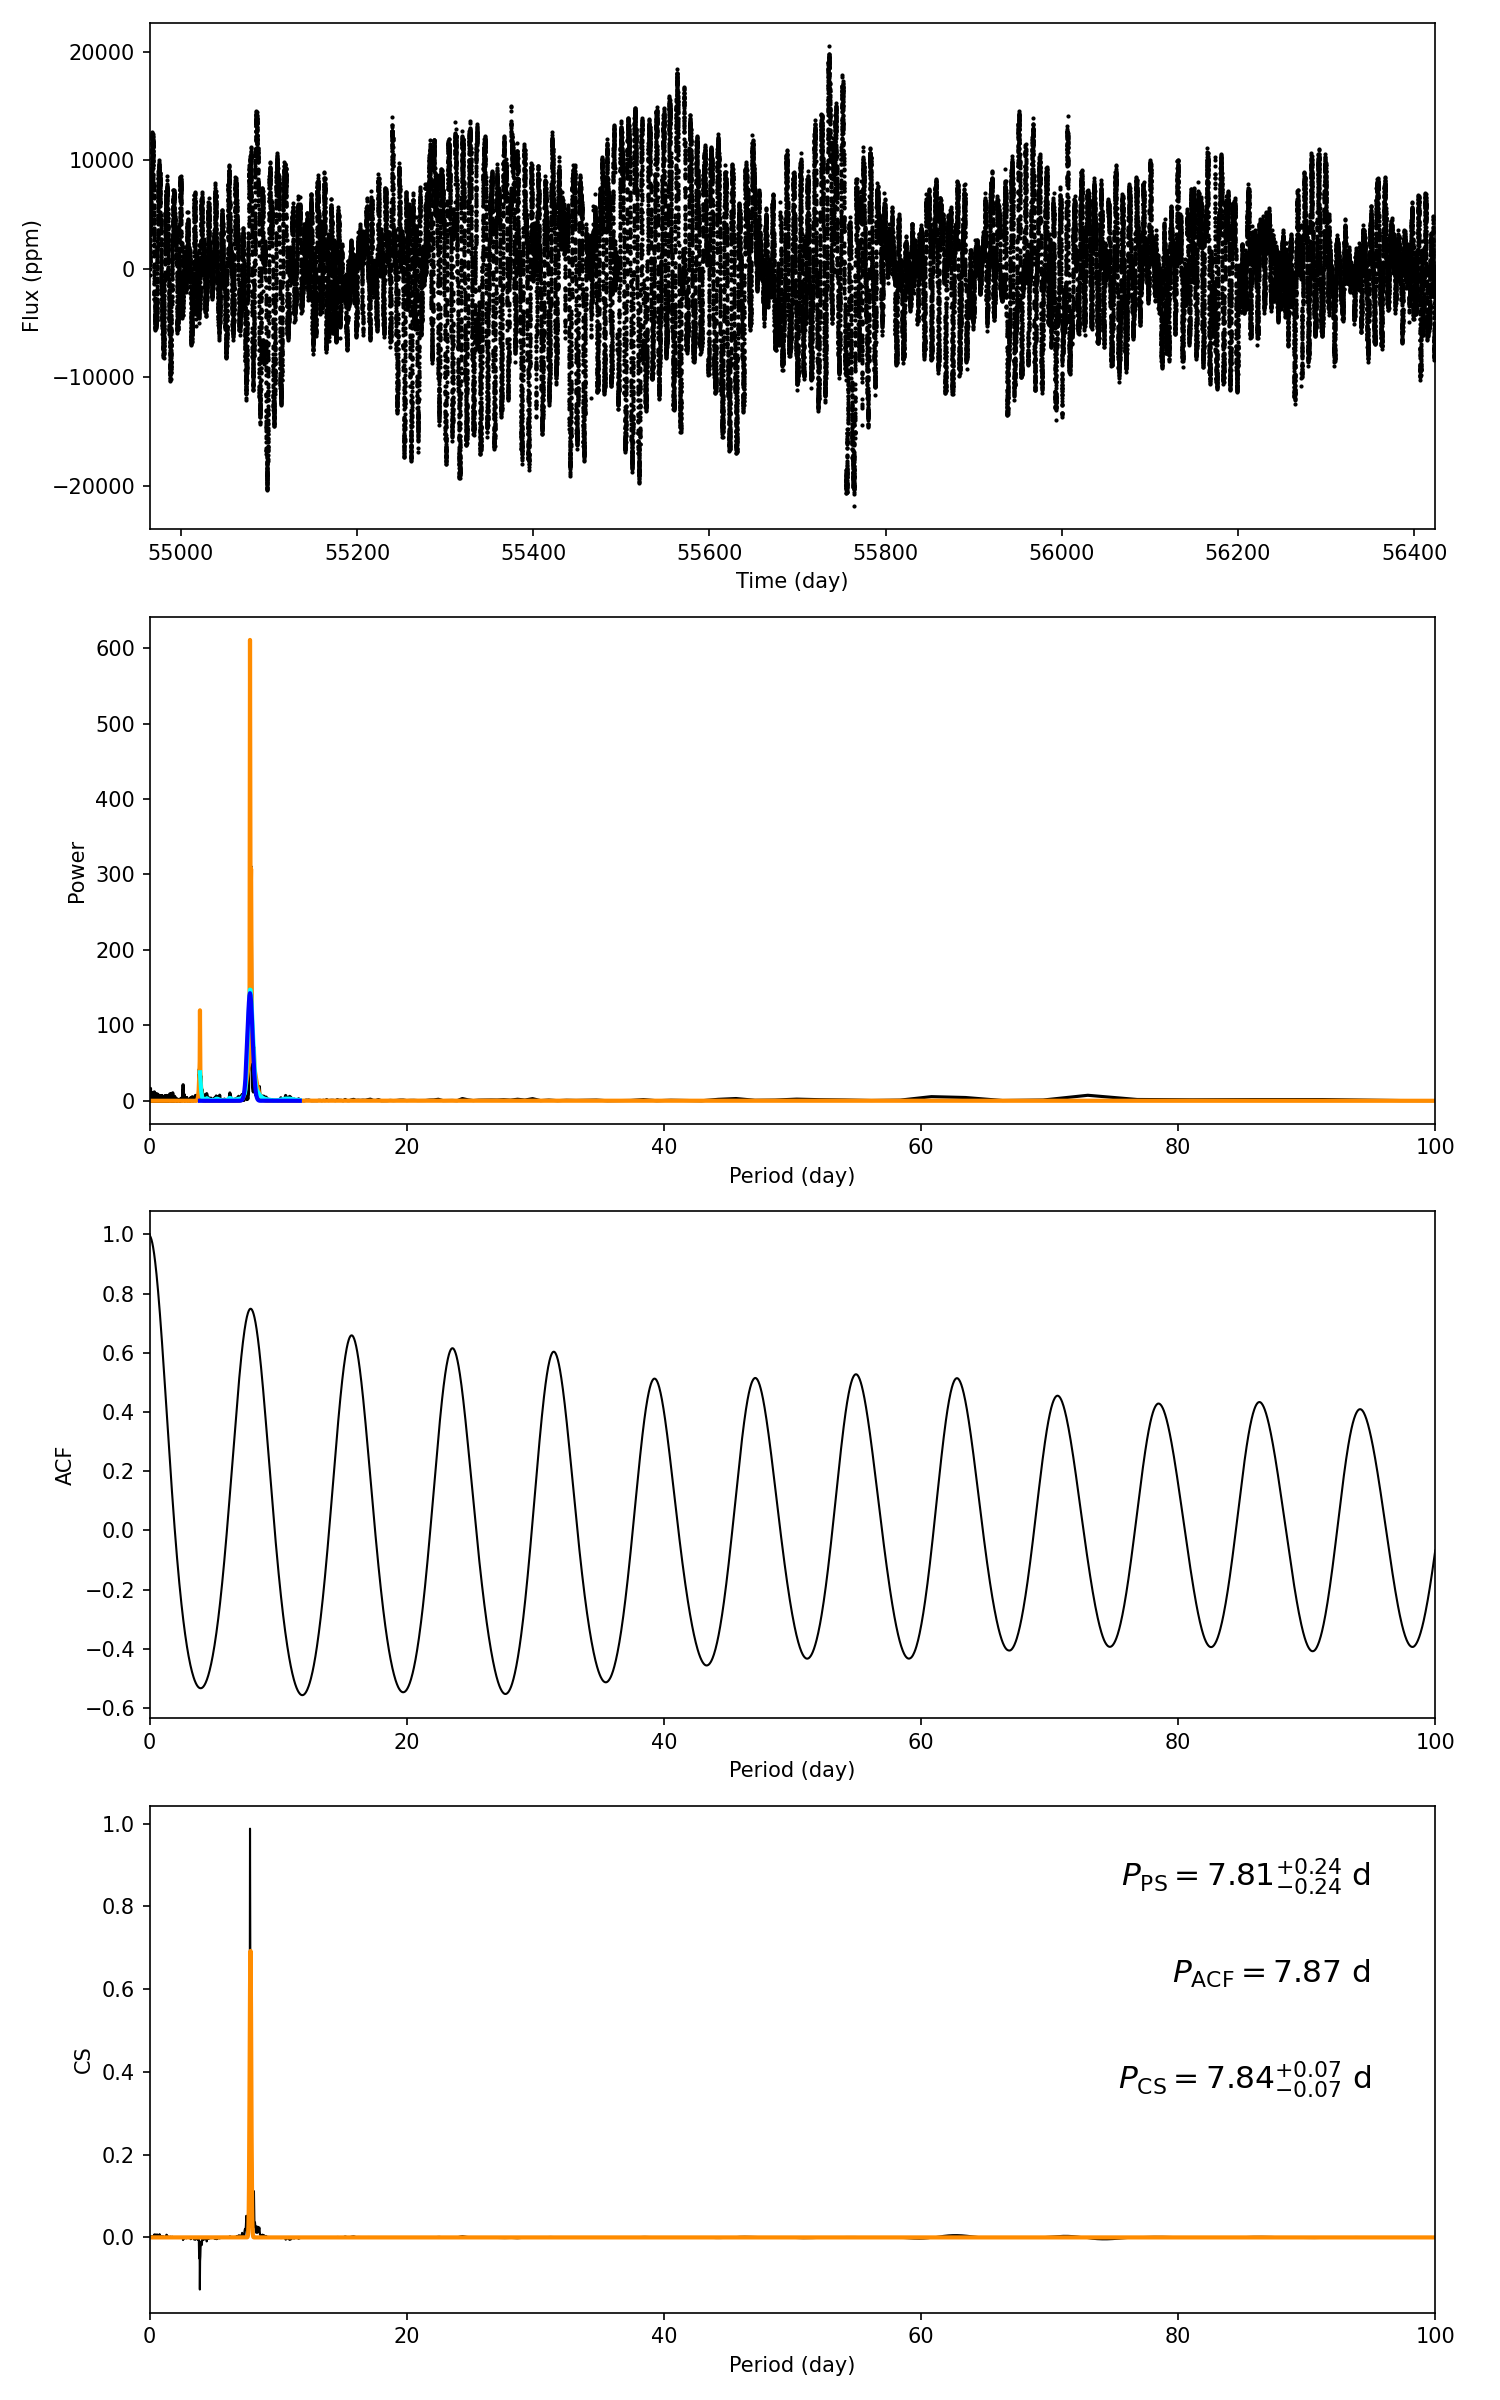 20000
10000
0
−10000
−20000
Flux (ppm)
55000 55200 55400 55600 55800 56000 56200 56400
Time (day)
600
500
400
300
200
100
0
Power
0 20 40 60 80 100
Period (day)
1.0
0.8
0.6
0.4
0.2
0.0
−0.2
−0.4
−0.6
ACF
0 20 40 60 80 100
Period (day)
1.0
0.8
0.6
0.4
0.2
0.0
CS
P_PS = 7.81 +0.24 −0.24 d
P_ACF = 7.87 d
P_CS = 7.84 +0.07 −0.07 d
0 20 40 60 80 100
Period (day)